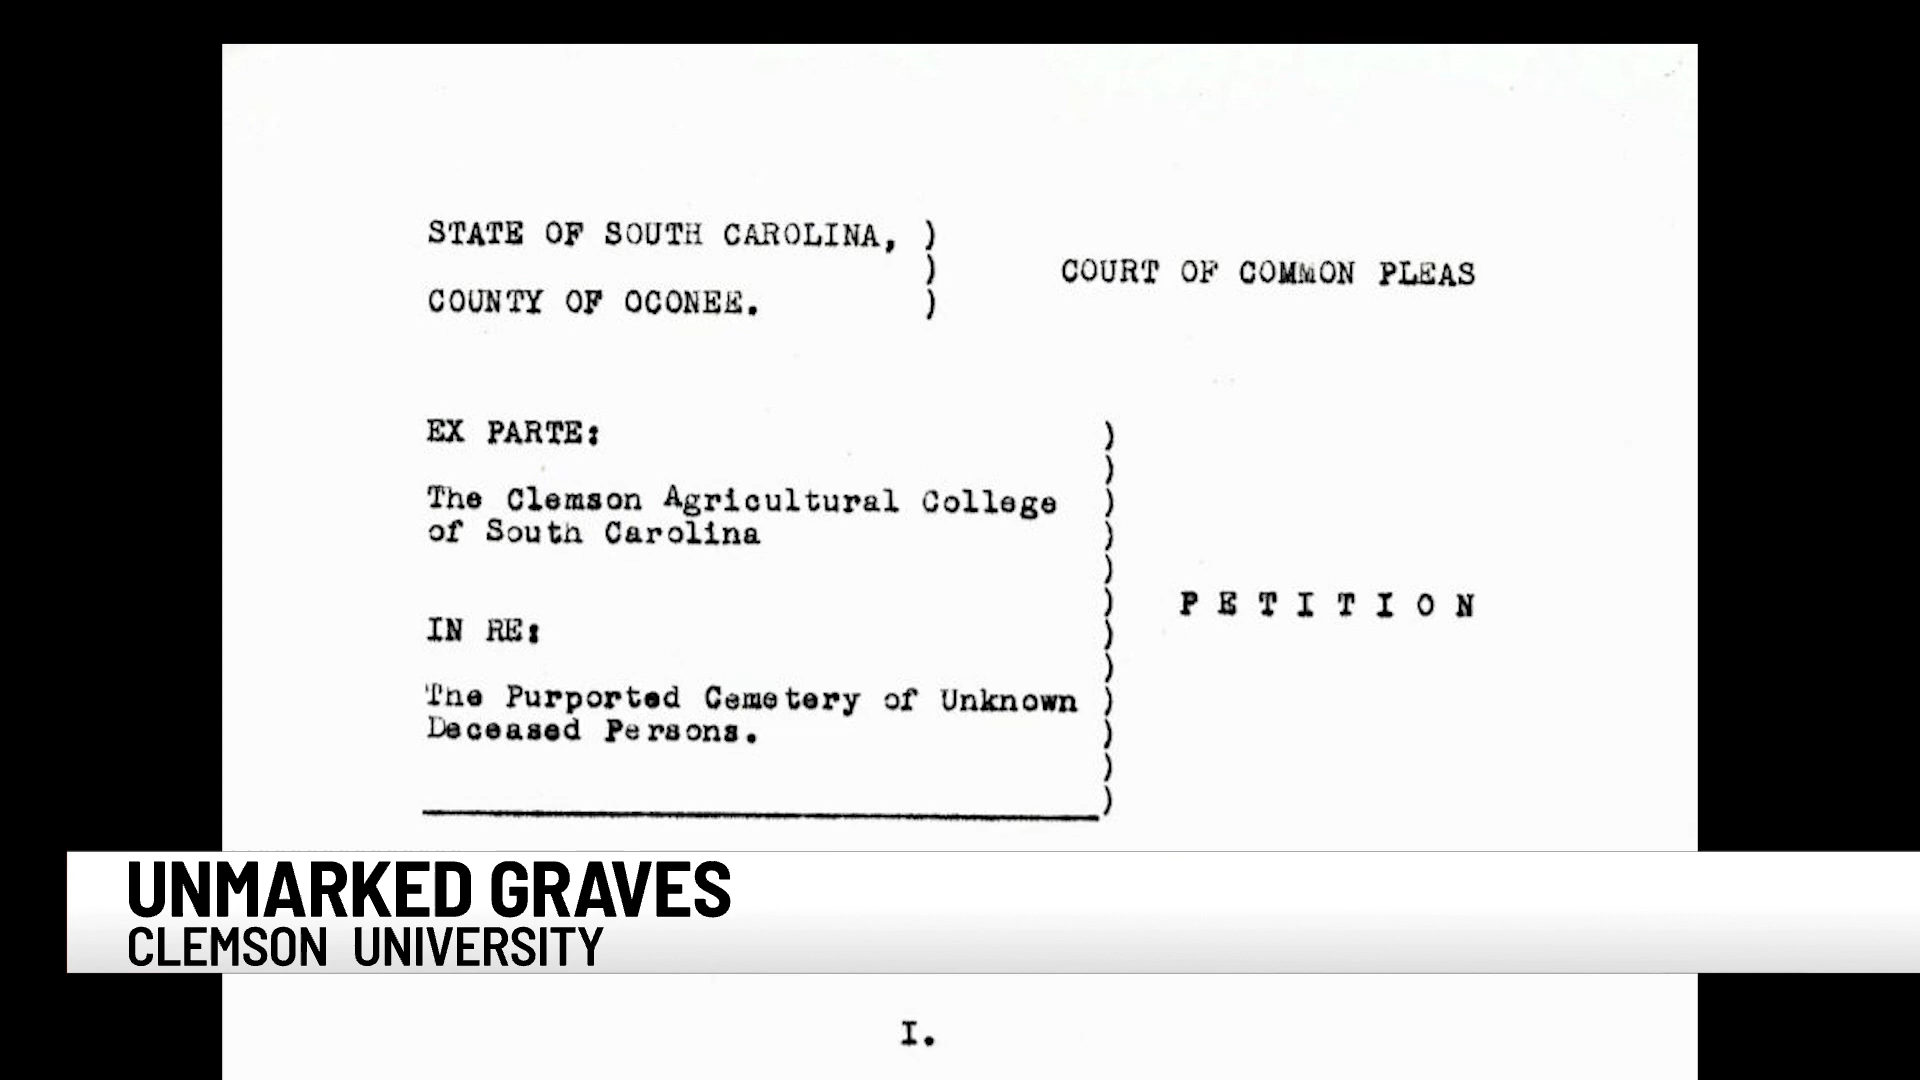 STATE OF SOUTH CAROLINA, )
) COURT OF COMMON PLEAS
COUNTY OF OCONEE. )
EX PARTE: )
)
The Clemson Agricultural College )
of South Carolina )
)
) P E T I T I O N
IN RE: )
)
The Purported Cemetery of Unknown )
Deceased Persons. )
)
)
UNMARKED GRAVES
CLEMSON UNIVERSITY
I.